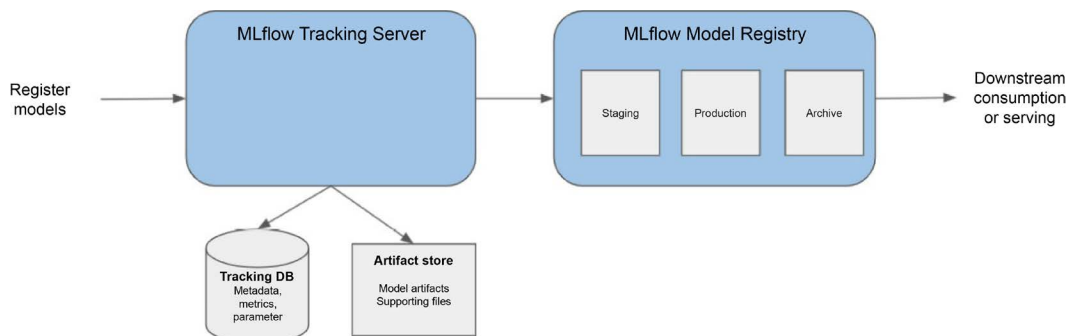 MLflow Tracking Server
MLflow Model Registry
Register
models
Staging
Production
Archive
Downstream
consumption
or serving
Tracking DB
Metadata,
metrics,
parameter
Artifact store
Model artifacts
Supporting files